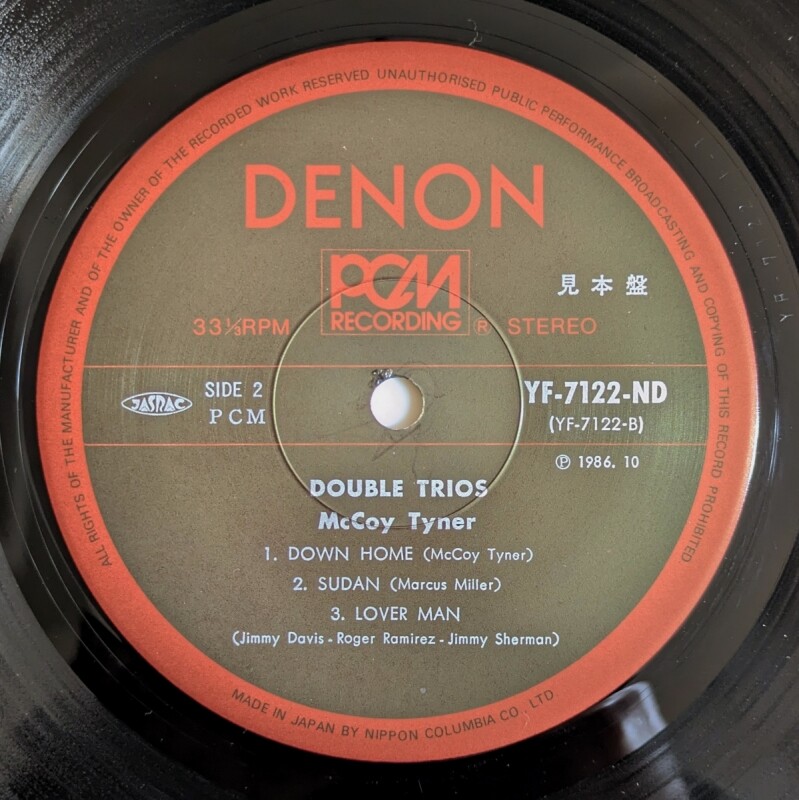 ALL RIGHTS OF THE MANUFACTURER AND OF THE OWNER OF THE RECORDED WORK RESERVED UNAUTHORISED PUBLIC PERFORMANCE BROADCASTING AND COPYING OF THIS RECORD PROHIBITED
DENON
PCM
RECORDING
見本盤
33⅓RPM
Ⓡ STEREO
JASRAC
SIDE 2
PCM
YF-7122-ND
(YF-7122-B)
Ⓟ 1986. 10
DOUBLE TRIOS
McCoy Tyner
1. DOWN HOME (McCoy Tyner)
2. SUDAN (Marcus Miller)
3. LOVER MAN
(Jimmy Davis - Roger Ramirez - Jimmy Sherman)
MADE IN JAPAN BY NIPPON COLUMBIA CO., LTD